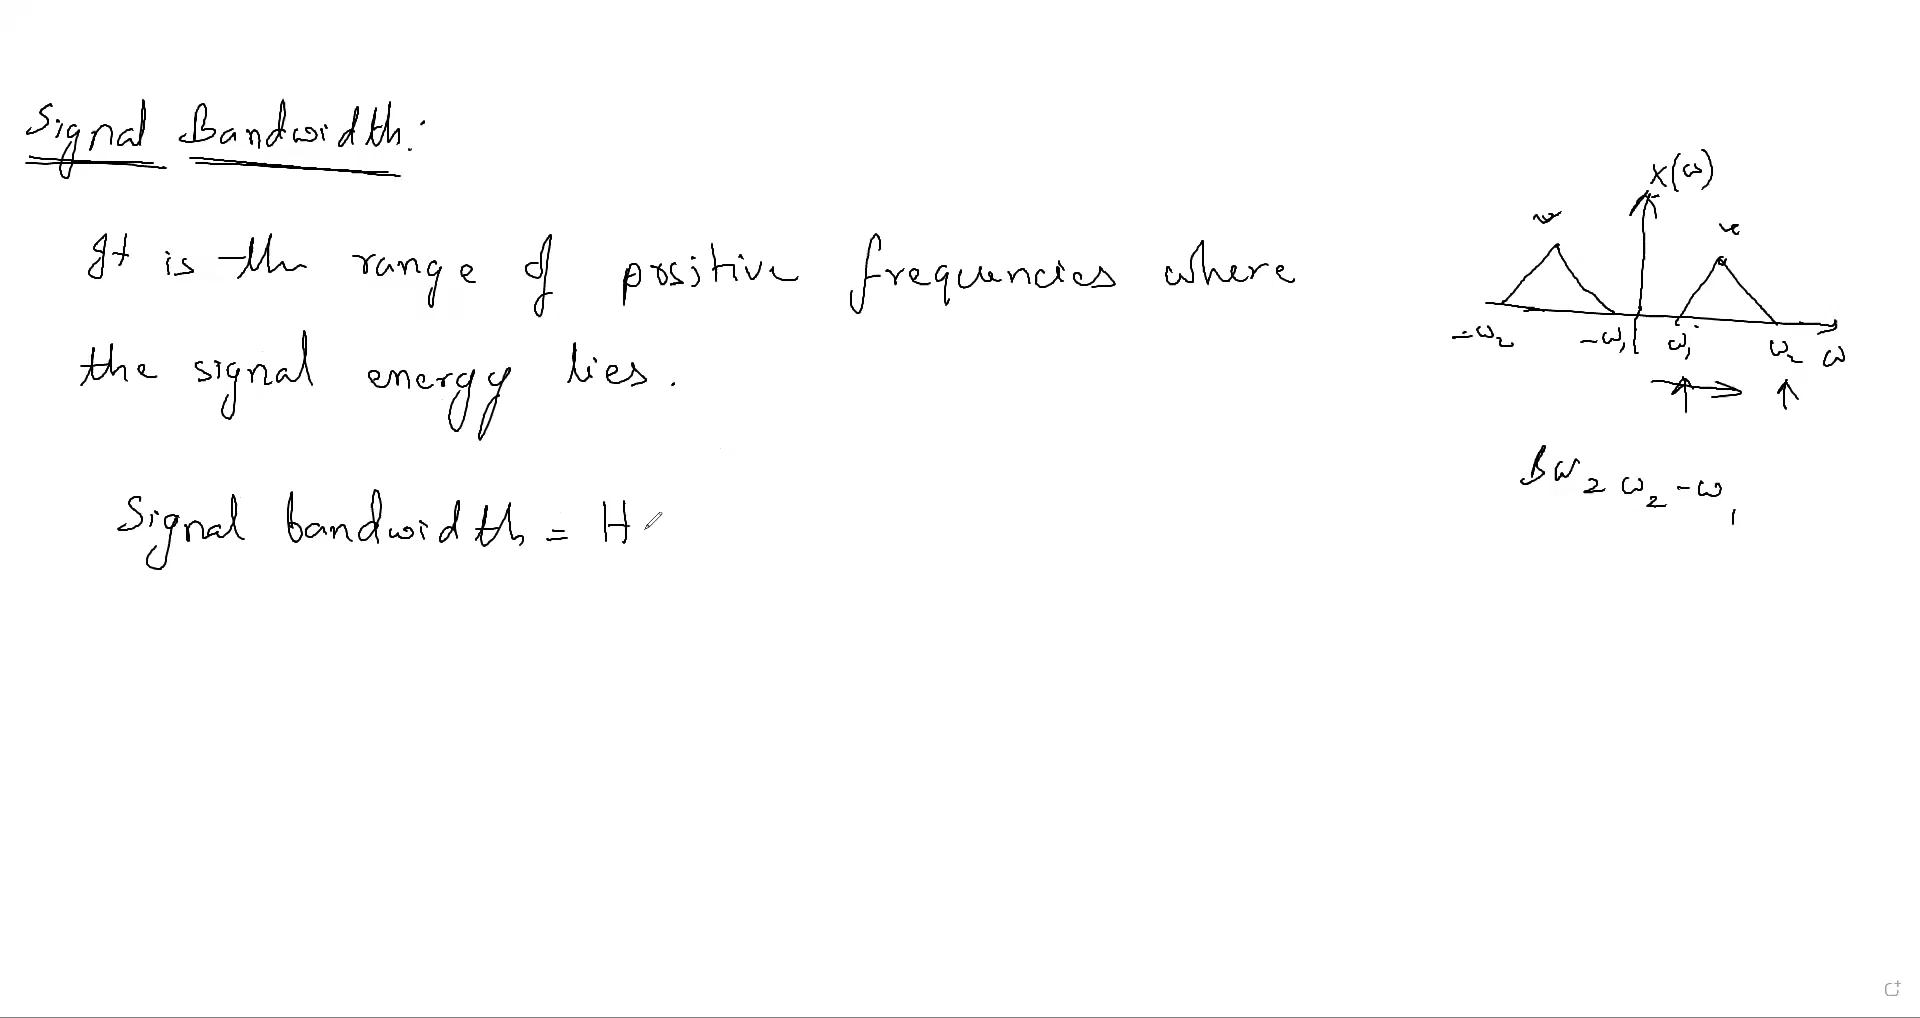 Signal Bandwidth:
It is the range of positive frequencies where
the signal energy lies.
Signal bandwidth = H
X(ω)
-ω₂ -ω₁ ω₁ ω₂ ω
BW = ω₂ - ω₁